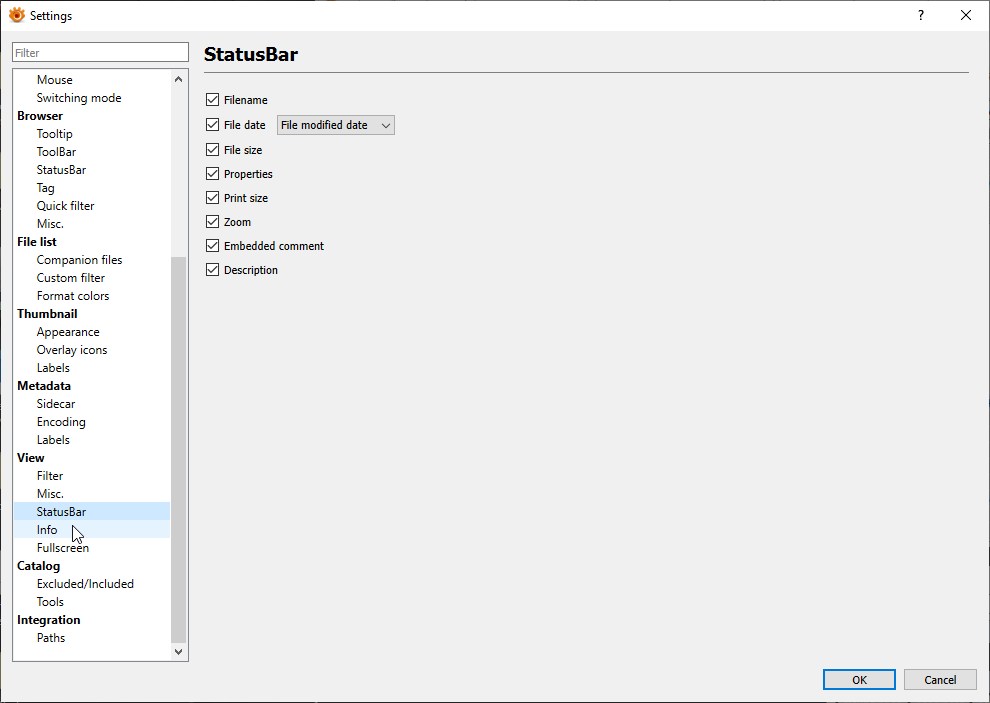 Settings
?
Filter
Mouse
Switching mode
Browser
Tooltip
ToolBar
StatusBar
Tag
Quick filter
Misc.
File list
Companion files
Custom filter
Format colors
Thumbnail
Appearance
Overlay icons
Labels
Metadata
Sidecar
Encoding
Labels
View
Filter
Misc.
StatusBar
Info
Fullscreen
Catalog
Excluded/Included
Tools
Integration
Paths
StatusBar
Filename
File date File modified date
File size
Properties
Print size
Zoom
Embedded comment
Description
OK Cancel